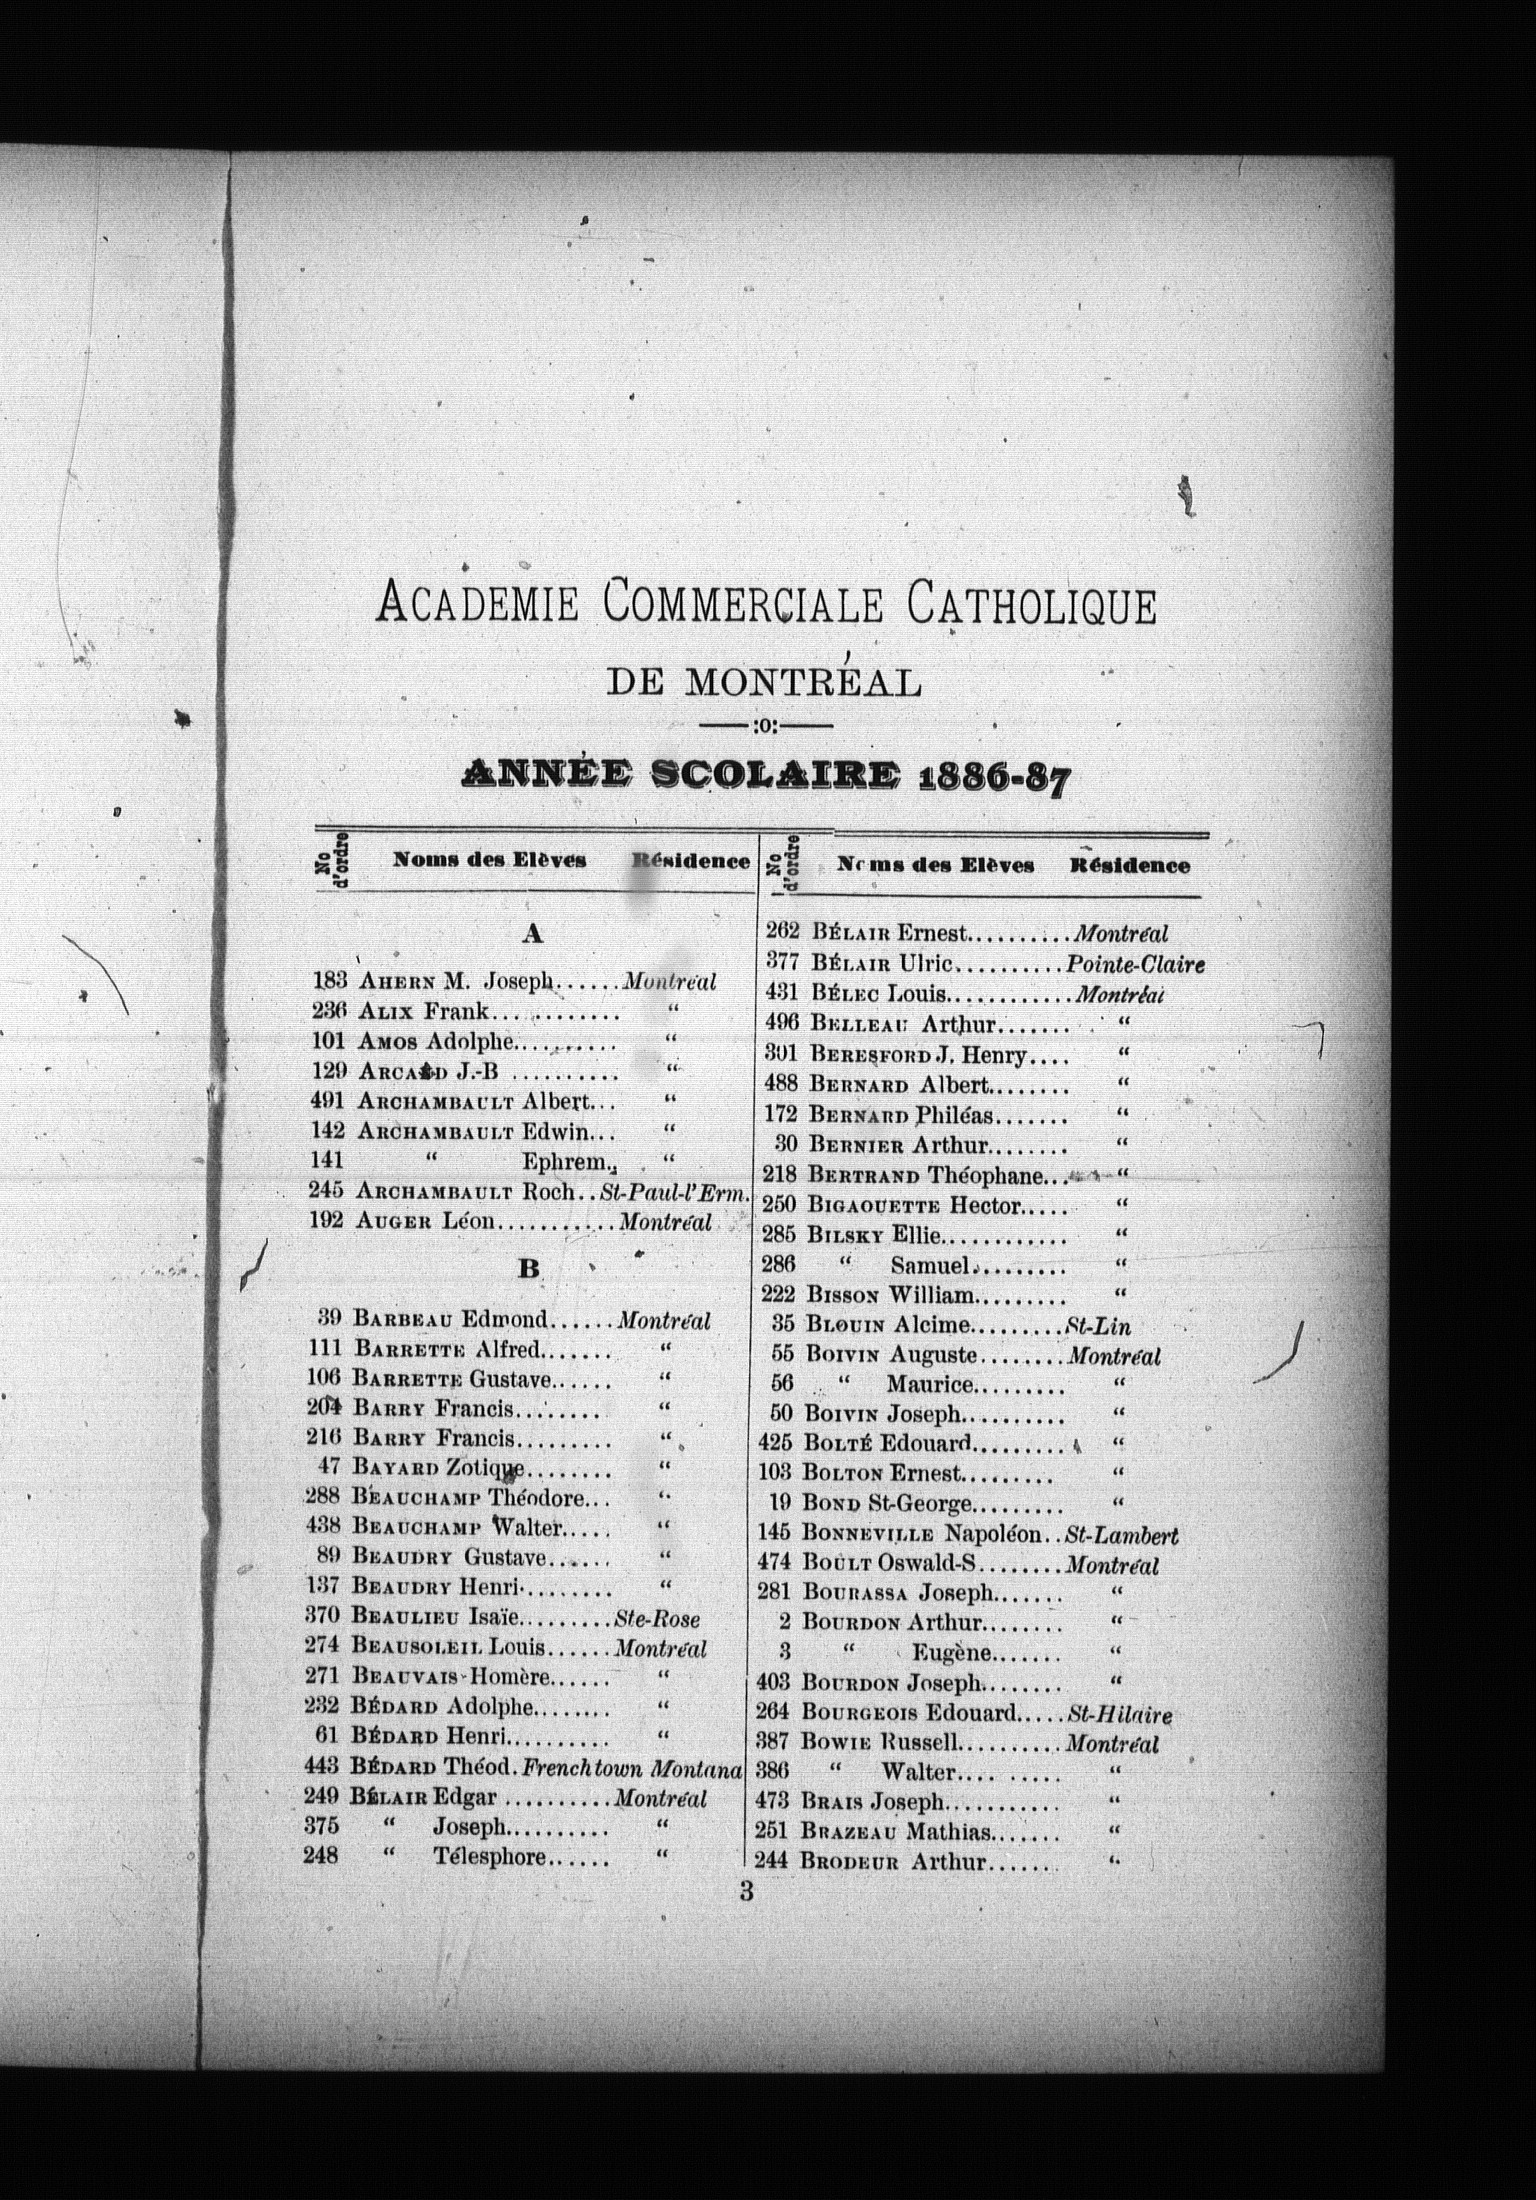 ACADEMIE COMMERCIALE CATHOLIQUE
DE MONTRÉAL
:o:
ANNÉE SCOLAIRE 1886-87
No d'ordre Noms des Elèves Résidence
A
183 AHERN M. Joseph...... Montréal
236 ALIX Frank... ........ “
101 AMOS Adolphe.......... “
129 J.-B .......... “
491 ARCHAMBAULT Albert... “
142 ARCHAMBAULT Edwin... “
141 “ Ephrem.. “
245 ARCHAMBAULT Roch.. St-Paul-l'Erm.
192 AUGER Léon........... Montréal
B
39 BARBEAU Edmond...... Montréal
111 BARRETTE Alfred....... “
106 BARRETTE Gustave...... “
204 BARRY Francis........ “
216 BARRY Francis......... “
47 BAYARD Zotique........ “
288 BEAUCHAMP Théodore... “
438 BEAUCHAMP Walter..... “
89 BEAUDRY Gustave...... “
137 BEAUDRY Henri......... “
370 BEAULIEU Isaïe......... Ste-Rose
274 BEAUSOLEIL Louis...... Montréal
271 BEAUVAIS Homère...... “
232 BÉDARD Adolphe........ “
61 BÉDARD Henri.......... “
443 BÉDARD Théod. Frenchtown Montana
249 BÉLAIR Edgar .......... Montréal
375 “ Joseph.......... “
248 “ Télesphore...... “
No d'ordre Noms des Elèves Résidence
262 BÉLAIR Ernest.......... Montréal
377 BÉLAIR Ulric.......... Pointe-Claire
431 BÉLEC Louis............ Montréal
496 BELLEAU Arthur....... “
301 BERESFORD J. Henry.... “
488 BERNARD Albert........ “
172 BERNARD Philéas....... “
30 BERNIER Arthur........ “
218 BERTRAND Théophane... “
250 BIGAOUETTE Hector..... “
285 BILSKY Ellie............ “
286 “ Samuel......... “
222 BISSON William......... “
35 BLOUIN Alcime......... St-Lin
55 BOIVIN Auguste........ Montréal
56 “ Maurice......... “
50 BOIVIN Joseph.......... “
425 BOLTÉ Edouard......... “
103 BOLTON Ernest......... “
19 BOND St-George......... “
145 BONNEVILLE Napoléon.. St-Lambert
474 BOULT Oswald-S........ Montréal
281 BOURASSA Joseph....... “
2 BOURDON Arthur........ “
3 “ Eugène....... “
403 BOURDON Joseph........ “
264 BOURGEOIS Edouard..... St-Hilaire
387 BOWIE Russell.......... Montréal
386 “ Walter.... ..... “
473 BRAIS Joseph........... “
251 BRAZEAU Mathias....... “
244 BRODEUR Arthur....... “
3